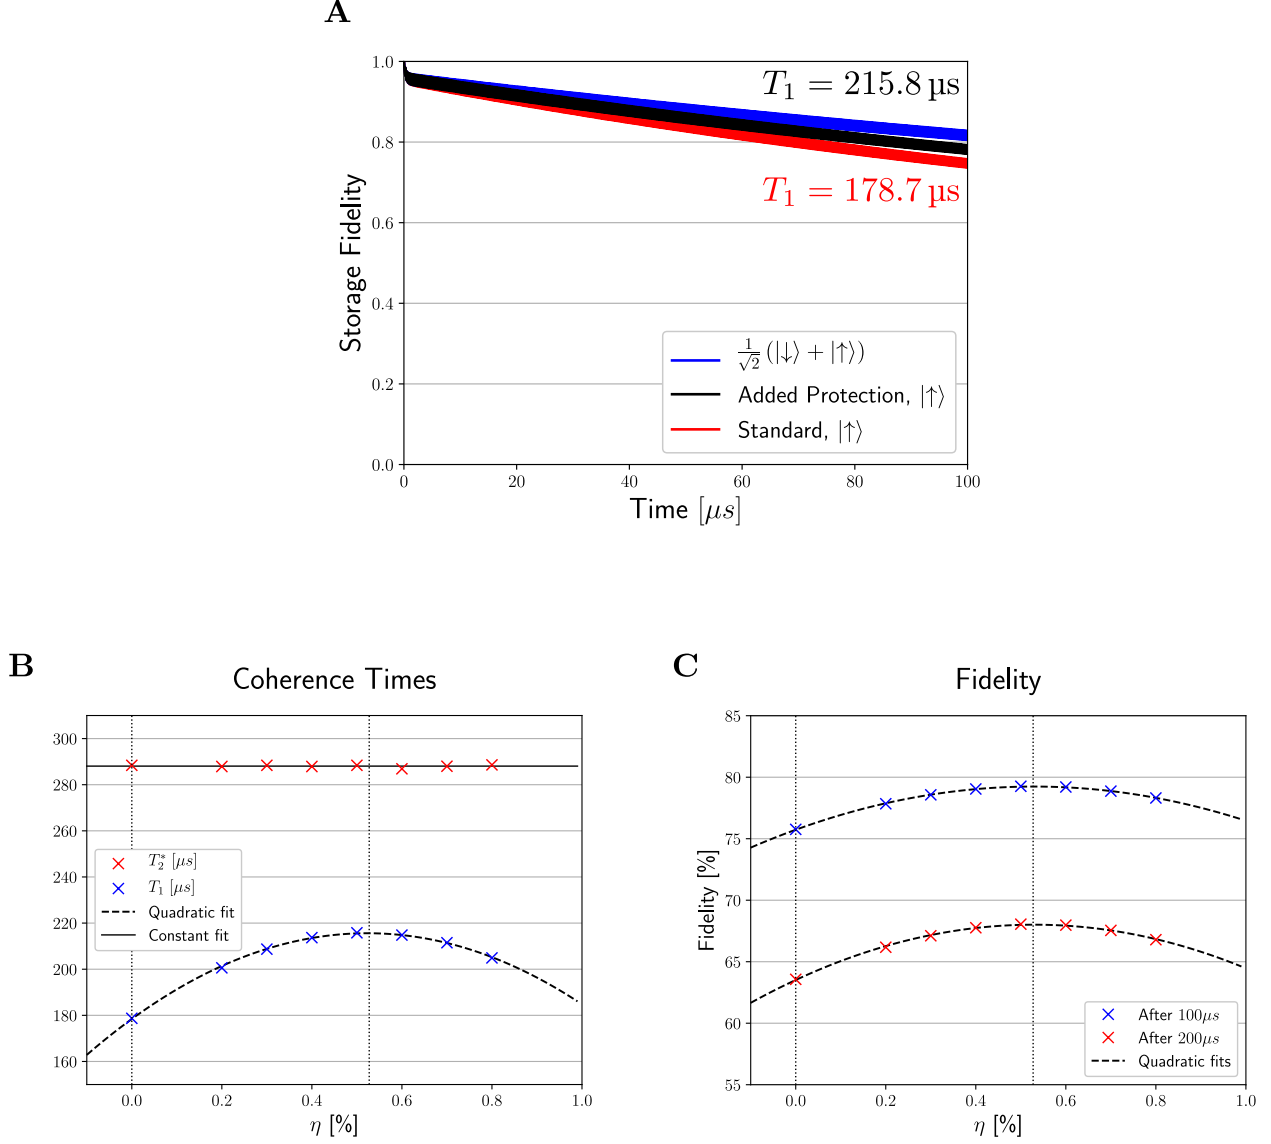 A
1.0
0.8
0.6
0.4
0.2
0.0
Storage Fidelity
T₁ = 215.8 µs
T₁ = 178.7 µs
1/√2 (|↓⟩ + |↑⟩)
Added Protection, |↑⟩
Standard, |↑⟩
0 20 40 60 80 100
Time [µs]
B
Coherence Times
300
280
260
240
220
200
180
160
T₂* [µs]
T₁ [µs]
Quadratic fit
Constant fit
0.0 0.2 0.4 0.6 0.8 1.0
η [%]
C
Fidelity
85
80
75
70
65
60
55
Fidelity [%]
After 100µs
After 200µs
Quadratic fits
0.0 0.2 0.4 0.6 0.8 1.0
η [%]